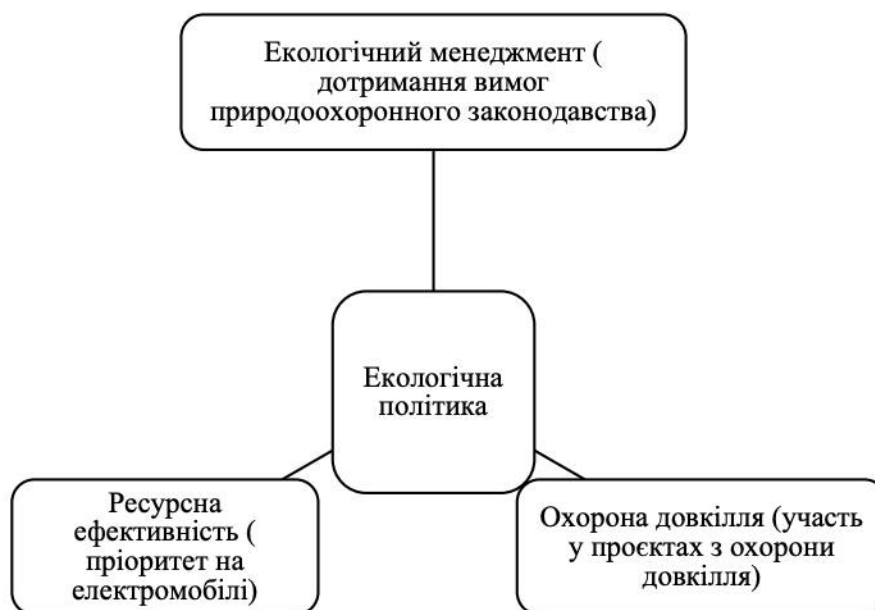 Екологічний менеджмент (
дотримання вимог
природоохоронного законодавства)
Екологічна
політика
Ресурсна
ефективність (
пріоритет на
електромобілі)
Охорона довкілля (участь
у проєктах з охорони
довкілля)